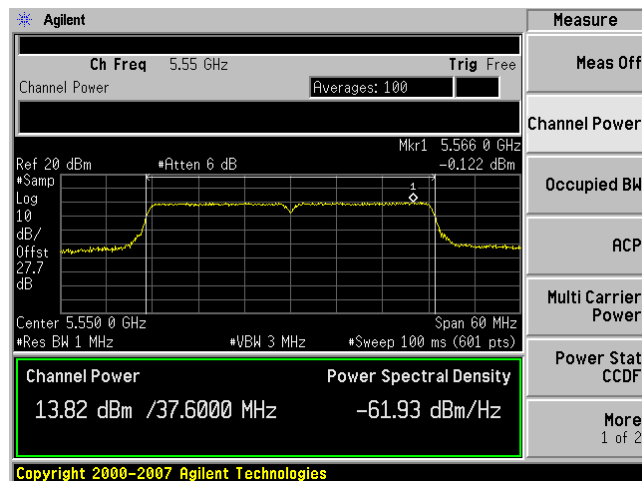 Agilent
Measure
Ch Freq 5.55 GHz Trig Free
Channel Power Averages: 100
Mkr1 5.566 0 GHz
Ref 20 dBm #Atten 6 dB -0.122 dBm
#Samp
Log
10
dB/
Offst
27.7
dB
1
Center 5.550 0 GHz Span 60 MHz
#Res BW 1 MHz #VBW 3 MHz #Sweep 100 ms (601 pts)
Channel Power Power Spectral Density
13.82 dBm /37.6000 MHz -61.93 dBm/Hz
Meas Off
Channel Power
Occupied BW
ACP
Multi Carrier
Power
Power Stat
CCDF
More
1 of 2
Copyright 2000-2007 Agilent Technologies